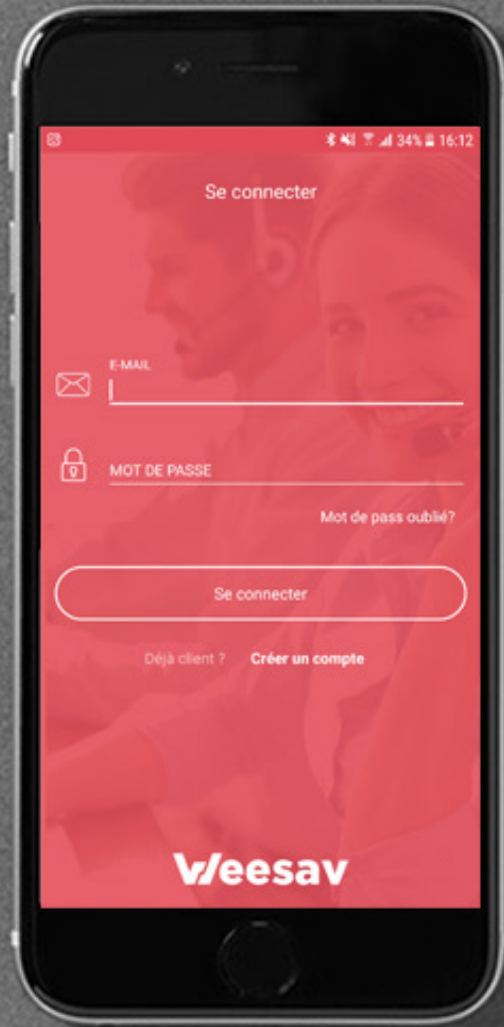 34% 16:12
Se connecter
E-MAIL
MOT DE PASSE
Mot de pass oublié?
Se connecter
Déjà client ? Créer un compte
Weesav